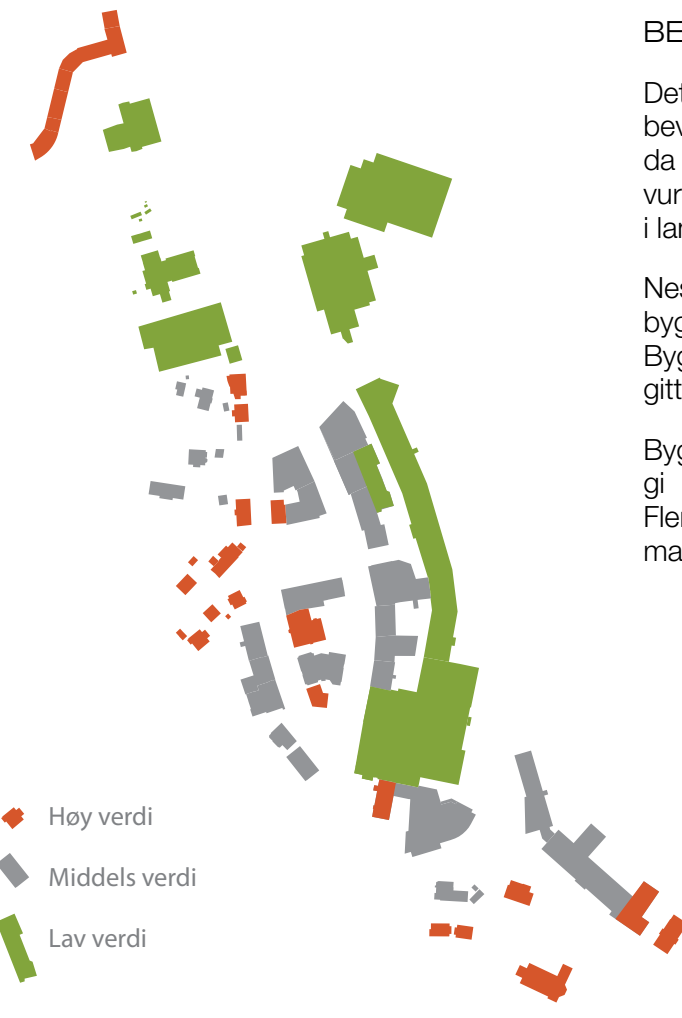 BE
Det
bev
da
vur
i lar
Nes
byg
Byg
gitt
Byg
gi
Fler
ma
Høy verdi
Middels verdi
Lav verdi